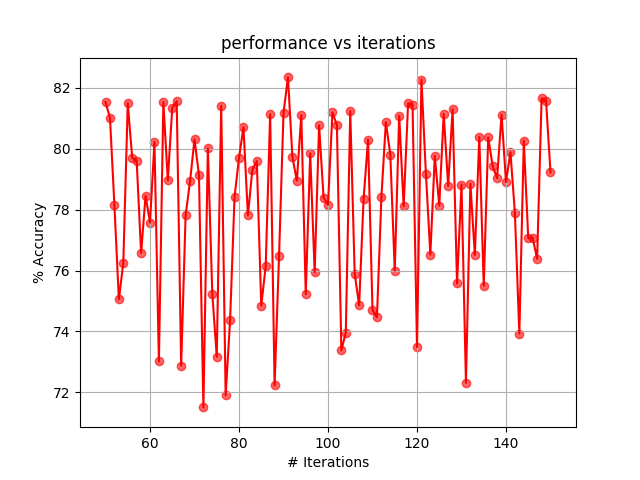 performance vs iterations
82
80
78
76
74
72
% Accuracy
60 80 100 120 140
# Iterations